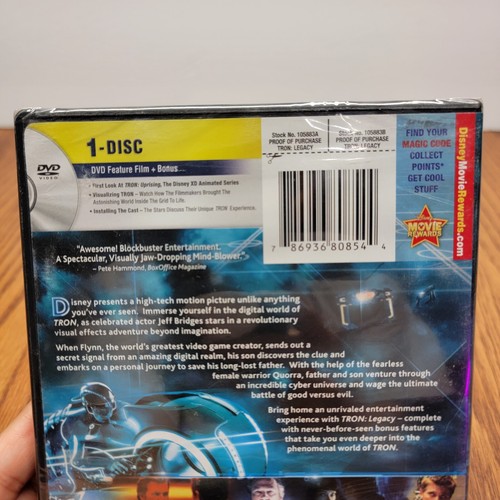 1-DISC
DVD
VIDEO
DVD Feature Film + Bonus
• First Look At TRON: Uprising, The Disney XD Animated Series
• Visualizing TRON – Watch How The Filmmakers Brought The
Astonishing World Inside The Grid To Life.
• Installing The Cast – The Stars Discuss Their Unique TRON Experience.
Stock No. 105883A
PROOF OF PURCHASE
TRON: LEGACY
Stock No. 105883B
PROOF OF PURCHASE
TRON: LEGACY
7 86936 80854 4
FIND YOUR
MAGIC CODE
COLLECT
POINTS*
GET COOL
STUFF
Disney
MOVIE
REWARDS
DisneyMovieRewards.com
"Awesome! Blockbuster Entertainment.
A Spectacular, Visually Jaw-Dropping Mind-Blower."
– Pete Hammond, BoxOffice Magazine
Disney presents a high-tech motion picture unlike anything
you've ever seen. Immerse yourself in the digital world of
TRON, as celebrated actor Jeff Bridges stars in a revolutionary
visual effects adventure beyond imagination.
When Flynn, the world's greatest video game creator, sends out a
secret signal from an amazing digital realm, his son discovers the clue and
embarks on a personal journey to save his long-lost father. With the help of the fearless
female warrior Quorra, father and son venture through
an incredible cyber universe and wage the ultimate
battle of good versus evil.
Bring home an unrivaled entertainment
experience with TRON: Legacy – complete
with never-before-seen bonus features
that take you even deeper into the
phenomenal world of TRON.